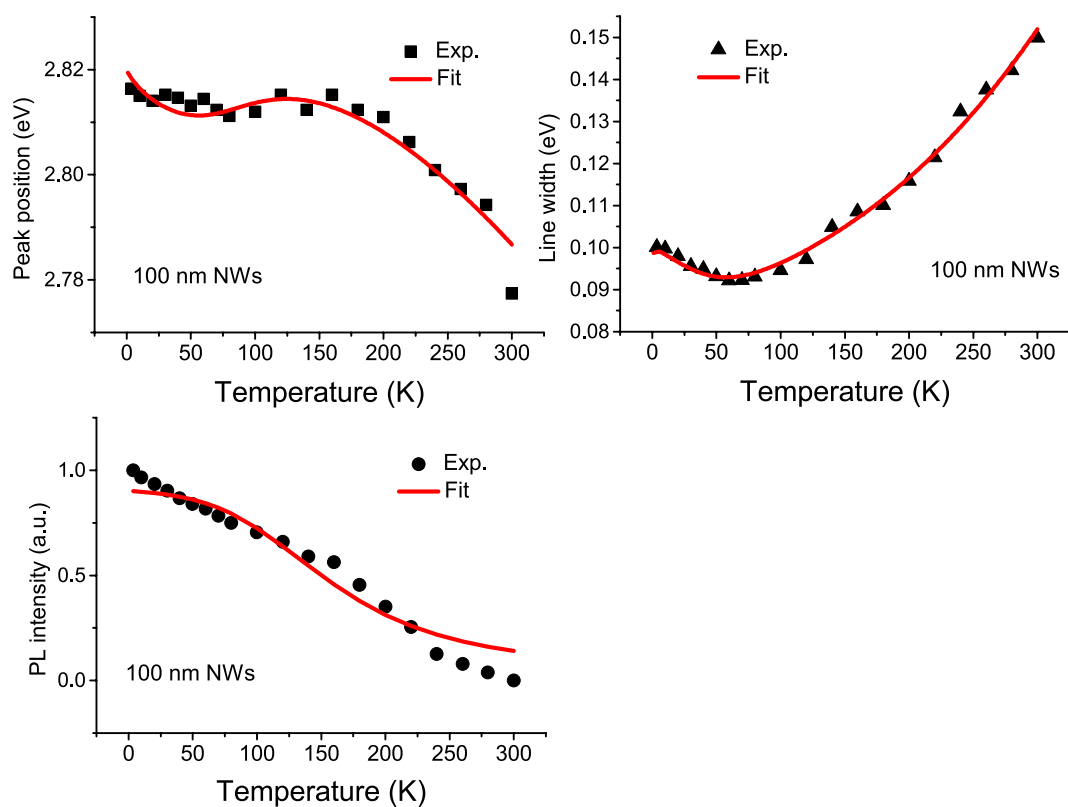 2.82
2.80
2.78
Peak position (eV)
Exp.
Fit
100 nm NWs
0 50 100 150 200 250 300
Temperature (K)
0.15
0.14
0.13
0.12
0.11
0.10
0.09
0.08
Line width (eV)
Exp.
Fit
100 nm NWs
0 50 100 150 200 250 300
Temperature (K)
1.0
0.5
0.0
PL intensity (a.u.)
Exp.
Fit
100 nm NWs
0 50 100 150 200 250 300
Temperature (K)